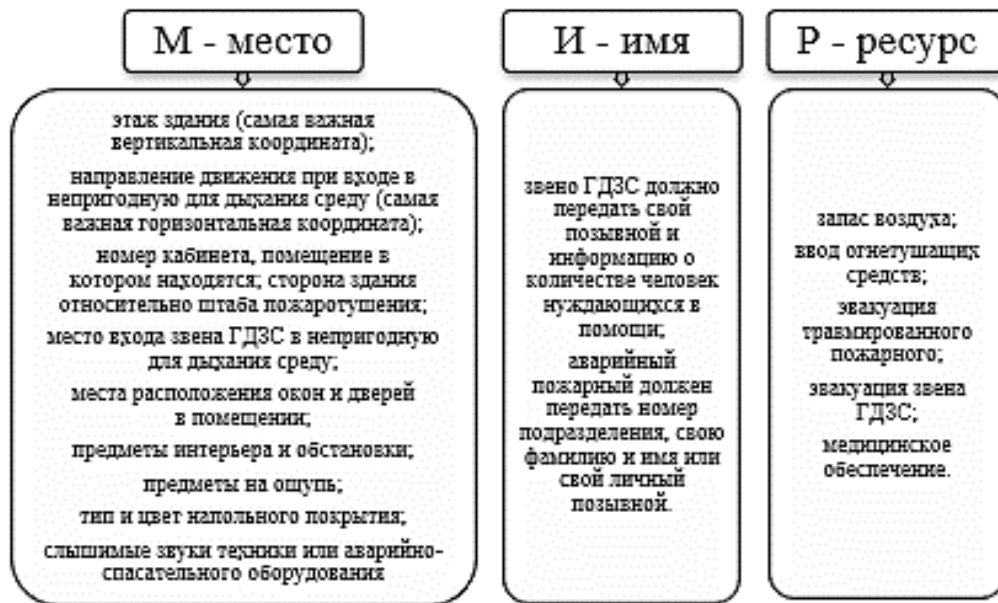 М - место
этаж здания (самая важная
вертикальная координата);
направление движения при входе в
непригодную для дыхания среду (самая
важная горизонтальная координата);
номер кабинета, помещение в
котором находятся; сторона здания
относительно штаба пожаротушения;
место входа звена ГДЗС в непригодную
для дыхания среду;
места расположения окон и дверей
в помещении;
предметы интерьера и обстановки;
предметы на ощупь;
тип и цвет напольного покрытия;
слышимые звуки техники или аварийно-
спасательного оборудования
И - имя
звено ГДЗС должно
передать свой
позывной и
информацию о
количестве человек
нуждающихся в
помощи;
аварийный
пожарный должен
передать номер
подразделения, свою
фамилию и имя или
свой личный
позывной.
Р - ресурс
запас воздуха;
ввод огнетушащих
средств;
эвакуация
травмированного
пожарного;
эвакуация звена
ГДЗС;
медицинское
обеспечение.